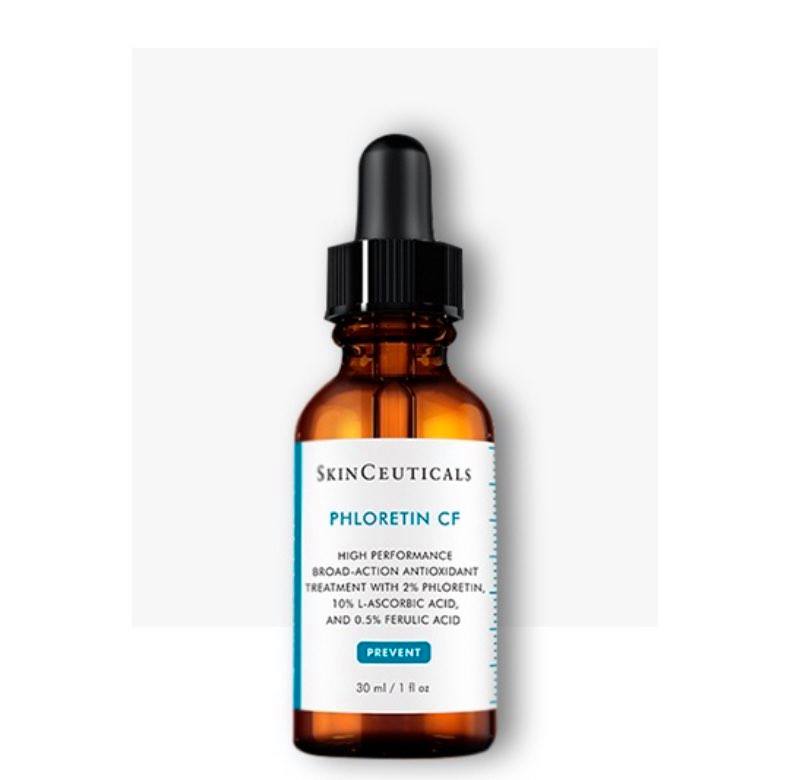 SKINCEUTICALS
PHLORETIN CF
HIGH PERFORMANCE
BROAD-ACTION ANTIOXIDANT
TREATMENT WITH 2% PHLORETIN,
10% L-ASCORBIC ACID,
AND 0.5% FERULIC ACID
PREVENT
30 ml / 1 fl oz